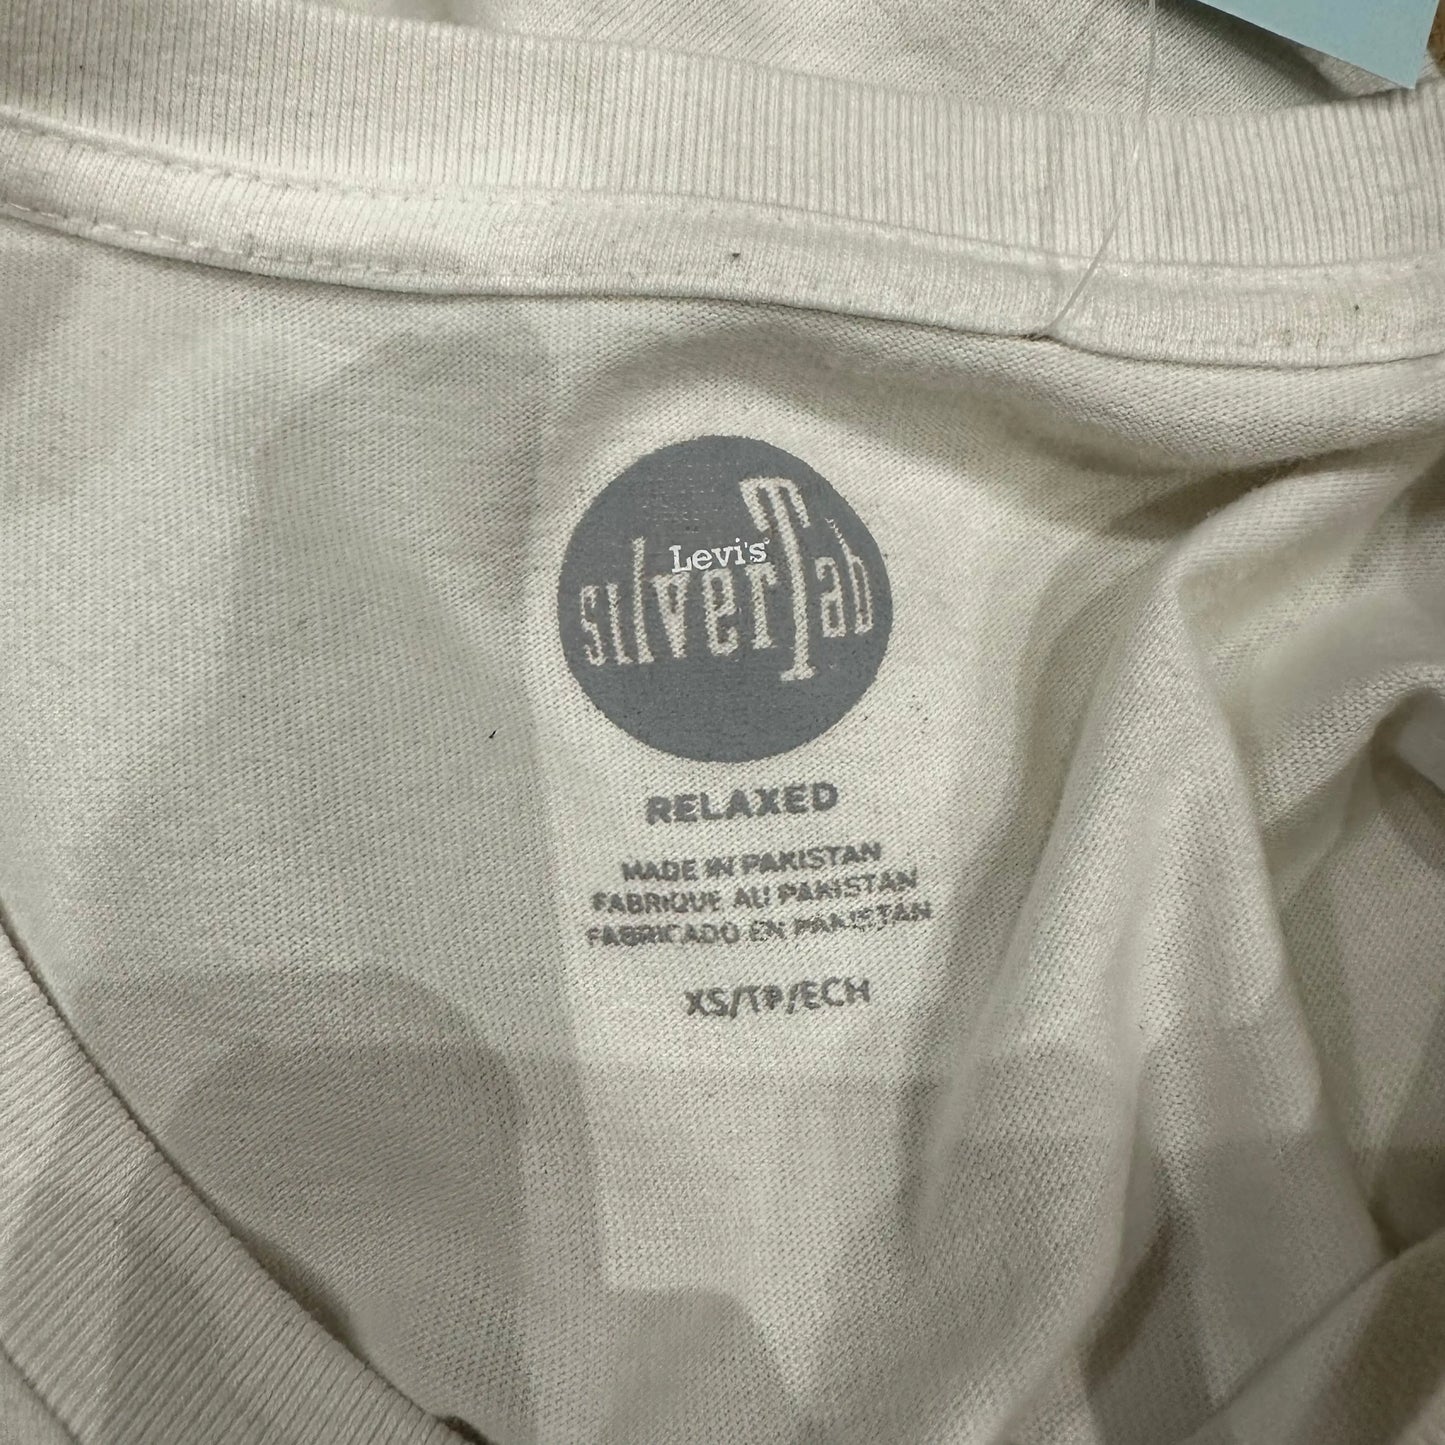 Levi's
silverTab
RELAXED
MADE IN PAKISTAN
FABRIQUE AU PAKISTAN
FABRICADO EN PAKISTAN
XS/TP/ECH